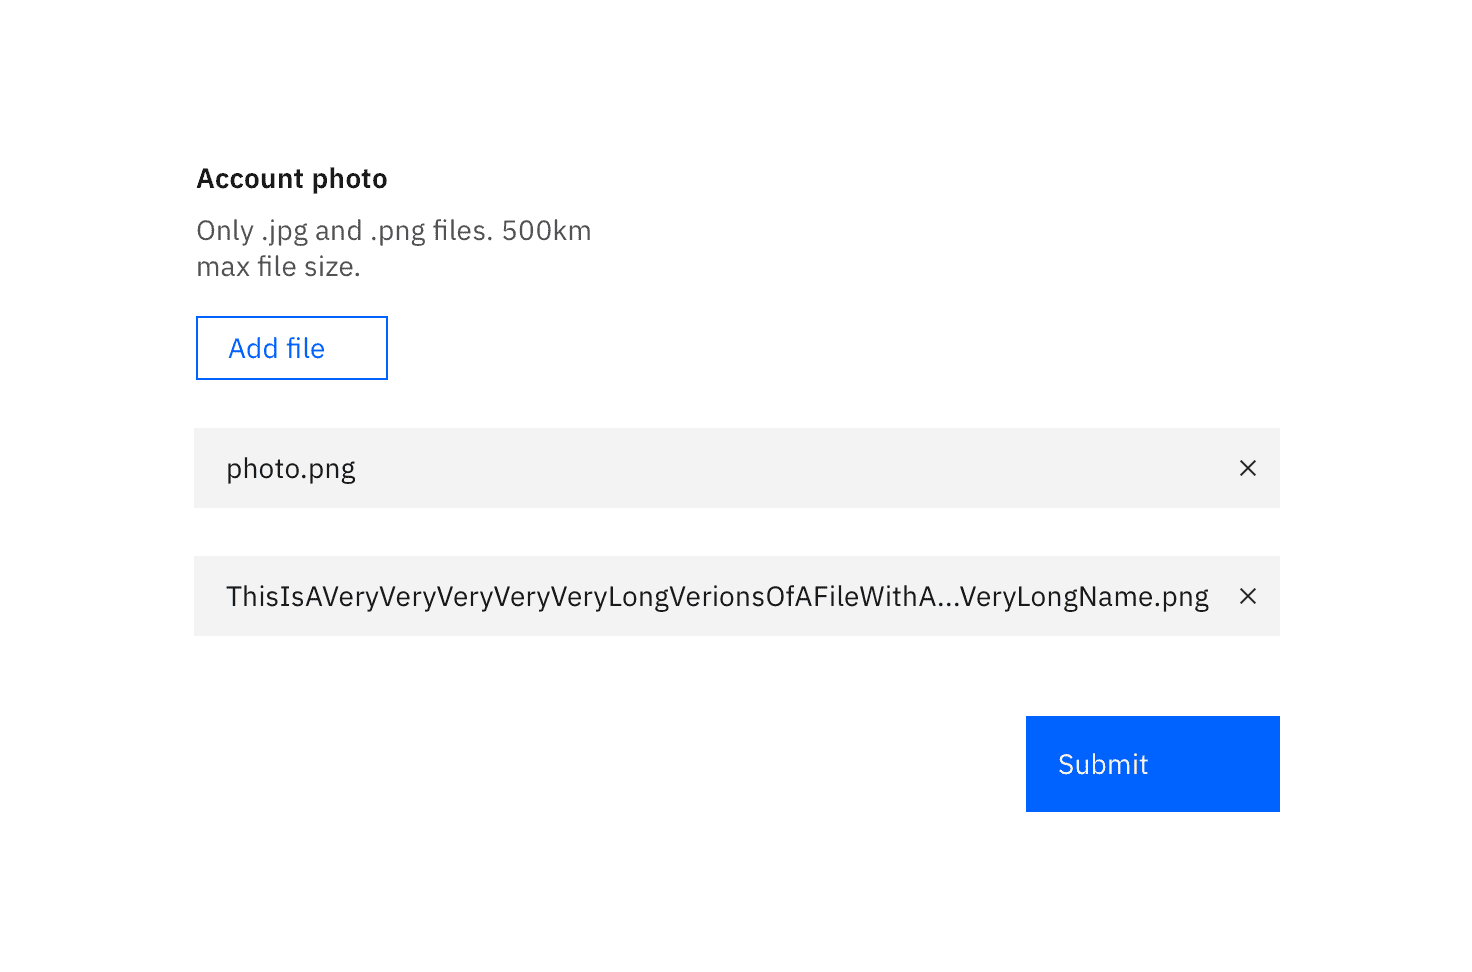 Account photo
Only .jpg and .png files. 500km
max file size.
Add file
photo.png
ThisIsAVeryVeryVeryVeryVeryLongVerionsOfAFileWithA...VeryLongName.png
Submit